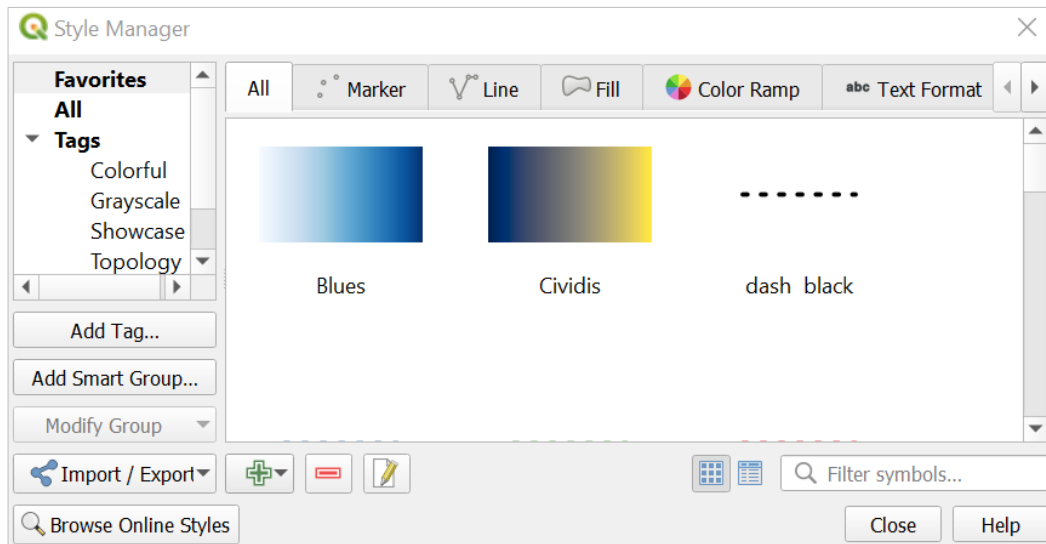 Style Manager
Favorites
All
Tags
Colorful
Grayscale
Showcase
Topology
Add Tag...
Add Smart Group...
Modify Group
Import / Export
Browse Online Styles
All
Marker
Line
Fill
Color Ramp
abc Text Format
Blues
Cividis
dash black
Filter symbols...
Close
Help